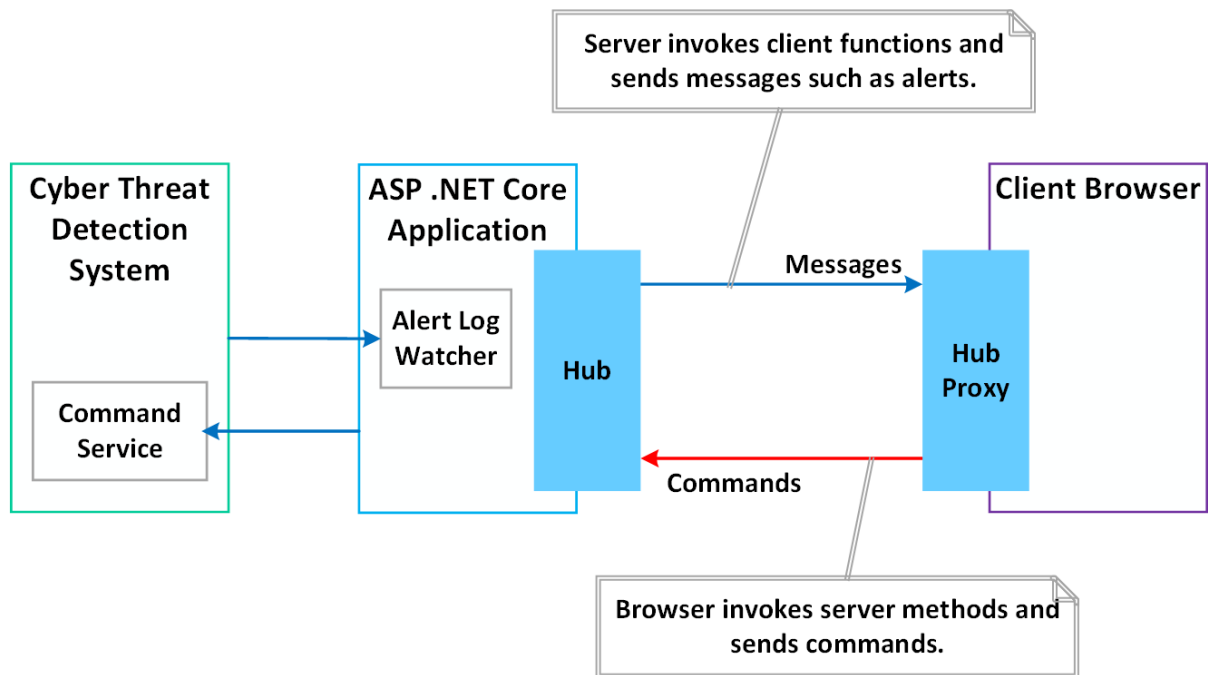 Server invokes client functions and
sends messages such as alerts.
Cyber Threat
Detection
System
ASP .NET Core
Application
Client Browser
Messages
Alert Log
Watcher
Hub
Hub
Proxy
Command
Service
Commands
Browser invokes server methods and
sends commands.